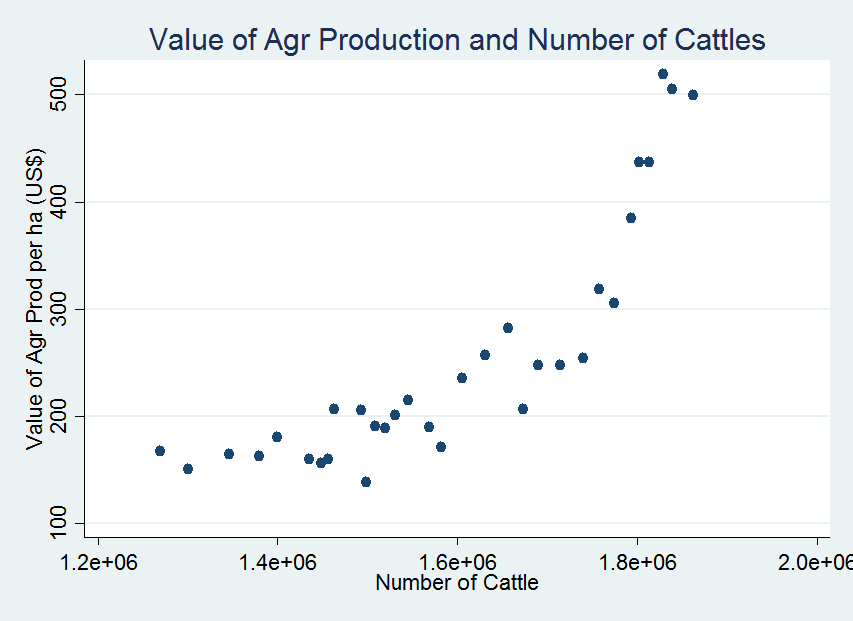 Value of Agr Production and Number of Cattles
Value of Agr Prod per ha (US$)
500
400
300
200
100
1.2e+06 1.4e+06 1.6e+06 1.8e+06 2.0e+06
Number of Cattle